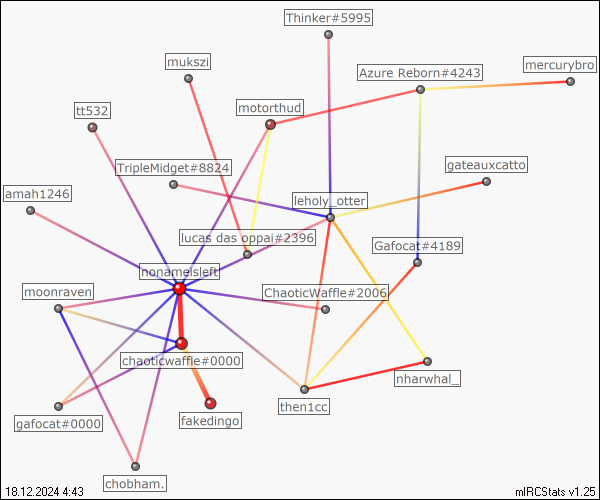 Thinker#5995
mukszi
Azure Reborn#4243
mercurybro
motorthud
tt532
TripleMidget#8824
gateauxcatto
amah1246
leholy_otter
lucas das oppai#2396
Gafocat#4189
nonameisleft
moonraven
ChaoticWaffle#2006
chaoticwaffle#0000
nharwhal_
then1cc
gafocat#0000
fakedingo
chobham.
18.12.2024 4:43
mIRCStats v1.25